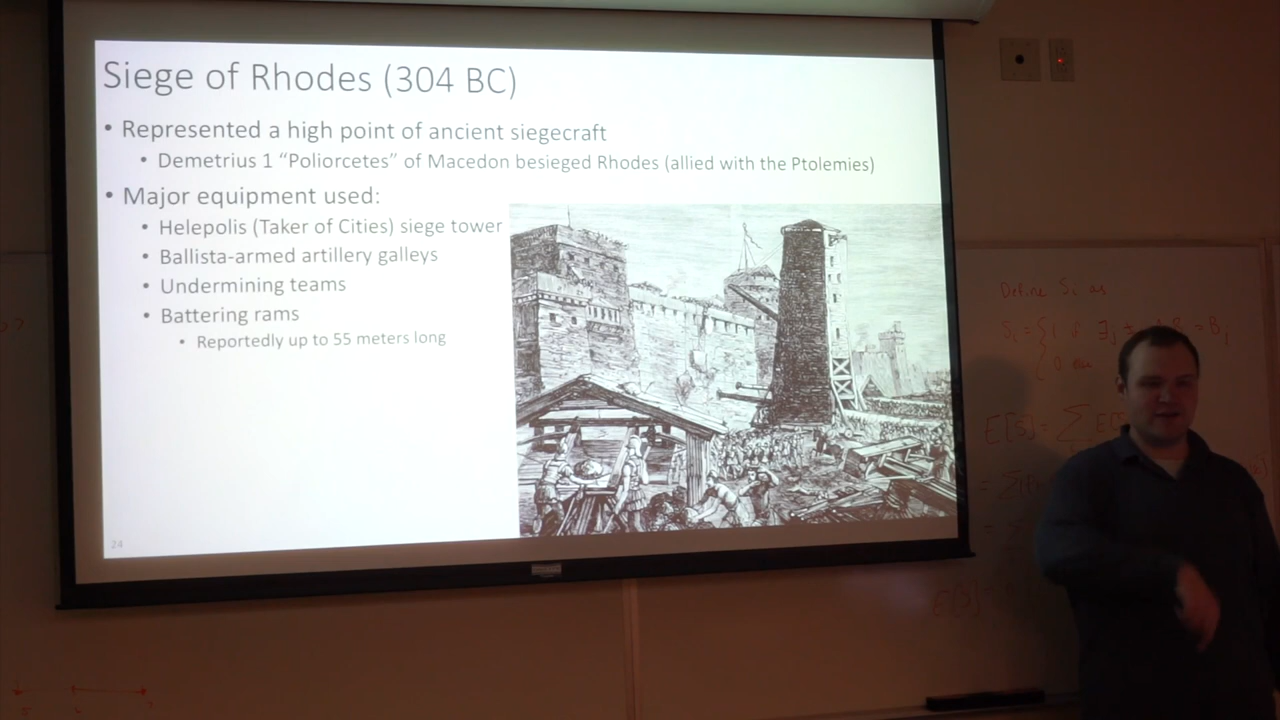 Siege of Rhodes (304 BC)
• Represented a high point of ancient siegecraft
• Demetrius 1 “Poliorcetes” of Macedon besieged Rhodes (allied with the Ptolemies)
• Major equipment used:
• Helepolis (Taker of Cities) siege tower
• Ballista-armed artillery galleys
• Undermining teams
• Battering rams
• Reportedly up to 55 meters long
24
Define Si as
E[S]=